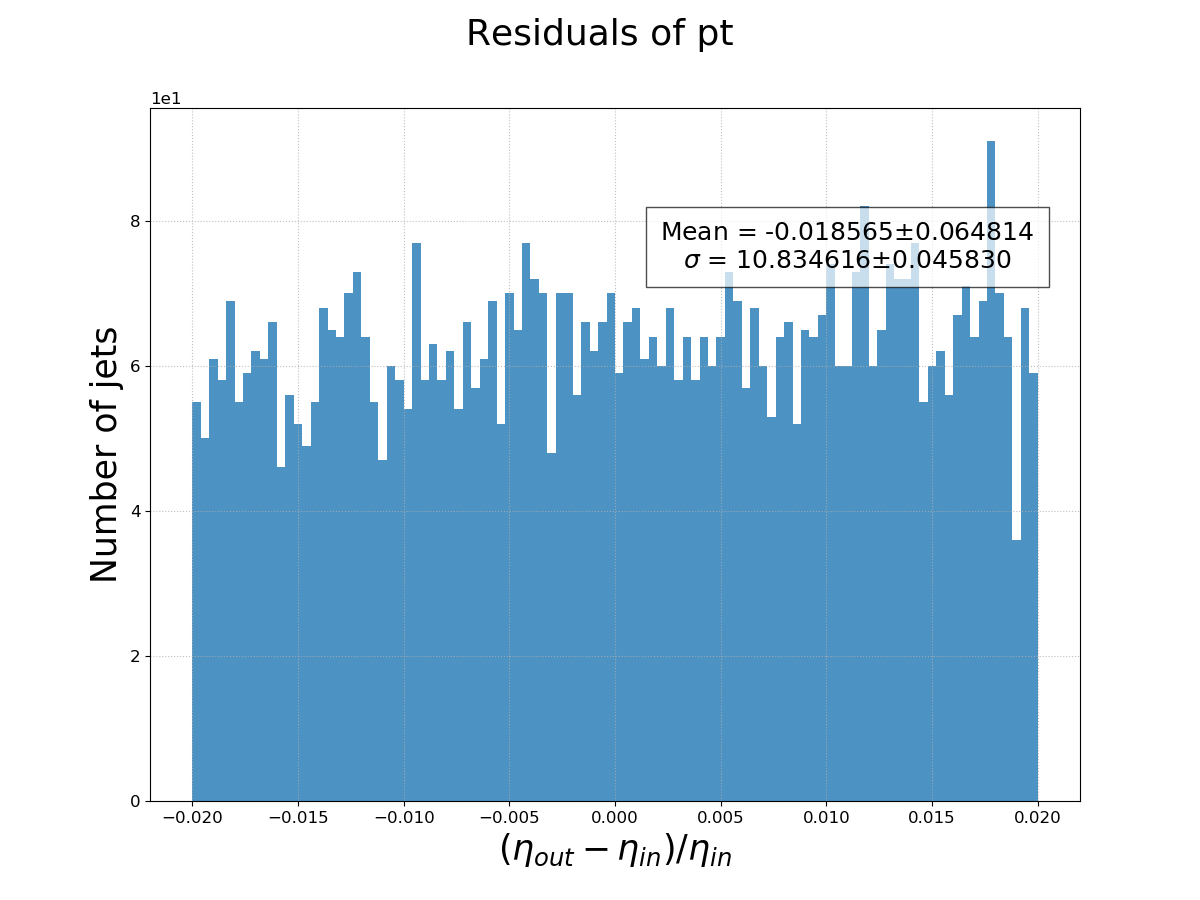 Residuals of pt
1e1
8
6
4
2
0
Number of jets
Mean = -0.018565±0.064814
σ = 10.834616±0.045830
−0.020 −0.015 −0.010 −0.005 0.000 0.005 0.010 0.015 0.020
(η_out − η_in)/η_in